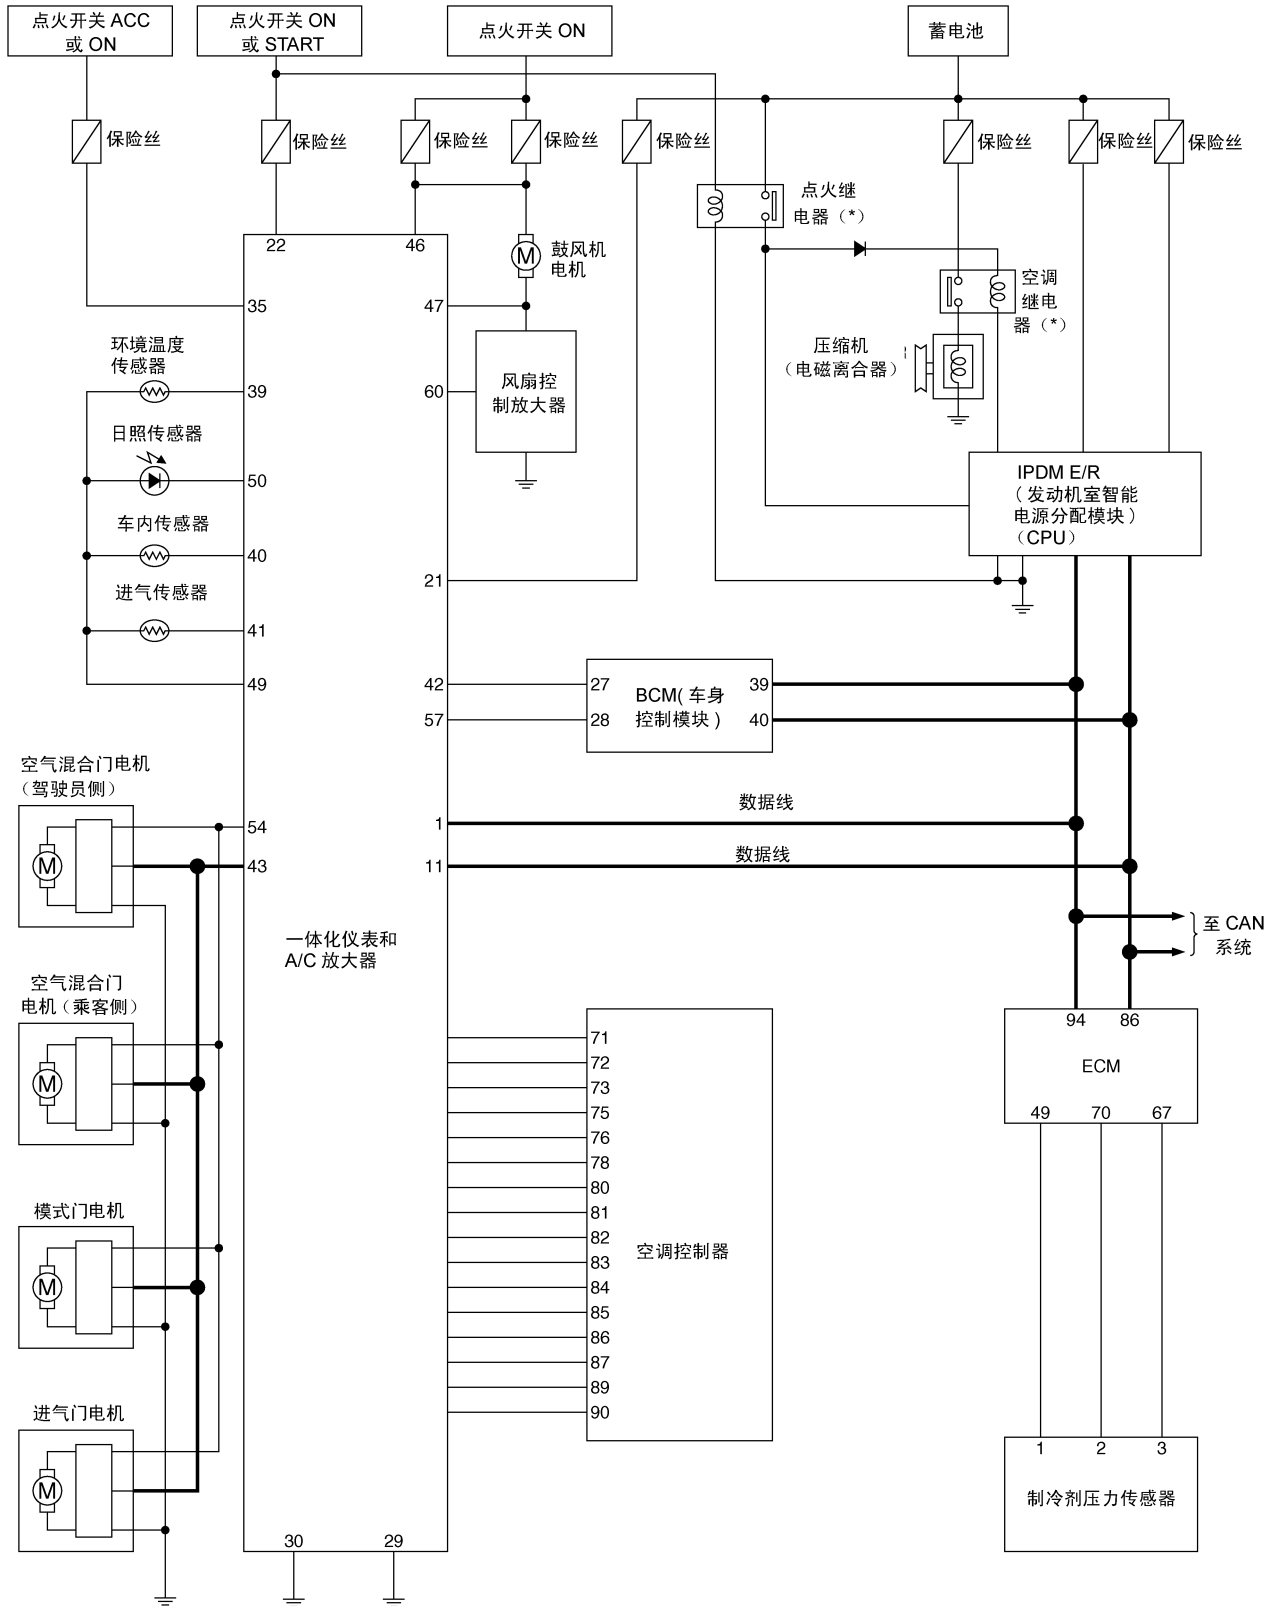 点火开关 ACC
或 ON
点火开关 ON
或 START
点火开关 ON
蓄电池
保险丝
保险丝
保险丝
保险丝
保险丝
保险丝
保险丝
保险丝
点火继
电器（*）
22
46
鼓风机
电机
M
空调
继电
器（*）
35
47
环境温度
传感器
压缩机
（电磁离合器）
39
60
风扇控
制放大器
日照传感器
50
IPDM E/R
（发动机室智能
电源分配模块）
（CPU）
车内传感器
40
21
进气传感器
41
49
42
57
27
28
BCM( 车身
控制模块 )
39
40
空气混合门电机
（驾驶员侧）
数据线
54
1
M
43
数据线
11
至 CAN
系统
一体化仪表和
A/C 放大器
空气混合门
电机（乘客侧）
M
94
86
ECM
49
70
67
71
72
73
75
76
78
80
81
82
83
84
85
86
87
89
90
空调控制器
模式门电机
M
进气门电机
M
1
2
3
制冷剂压力传感器
30
29